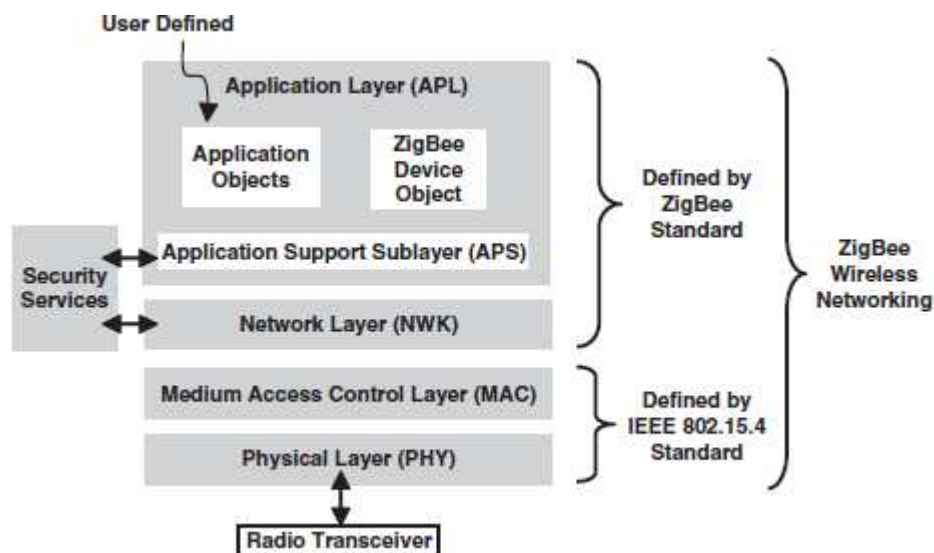 User Defined
Application Layer (APL)
Application
Objects
ZigBee
Device
Object
Application Support Sublayer (APS)
Security
Services
Network Layer (NWK)
Medium Access Control Layer (MAC)
Physical Layer (PHY)
Radio Transceiver
Defined by
ZigBee
Standard
Defined by
IEEE 802.15.4
Standard
ZigBee
Wireless
Networking